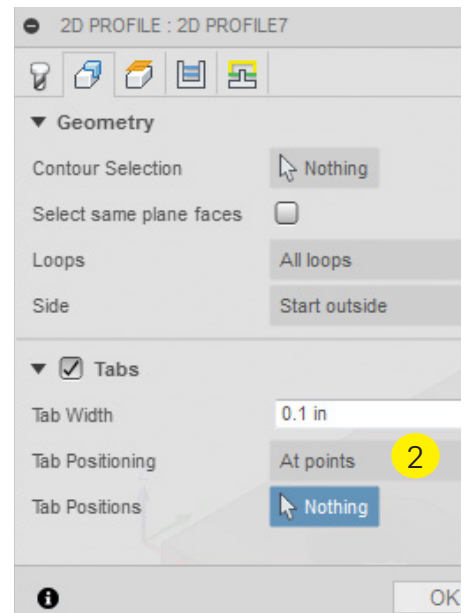 2D PROFILE : 2D PROFILE7
Geometry
Contour Selection Nothing
Select same plane faces
Loops All loops
Side Start outside
Tabs
Tab Width 0.1 in
Tab Positioning At points 2
Tab Positions Nothing
OK